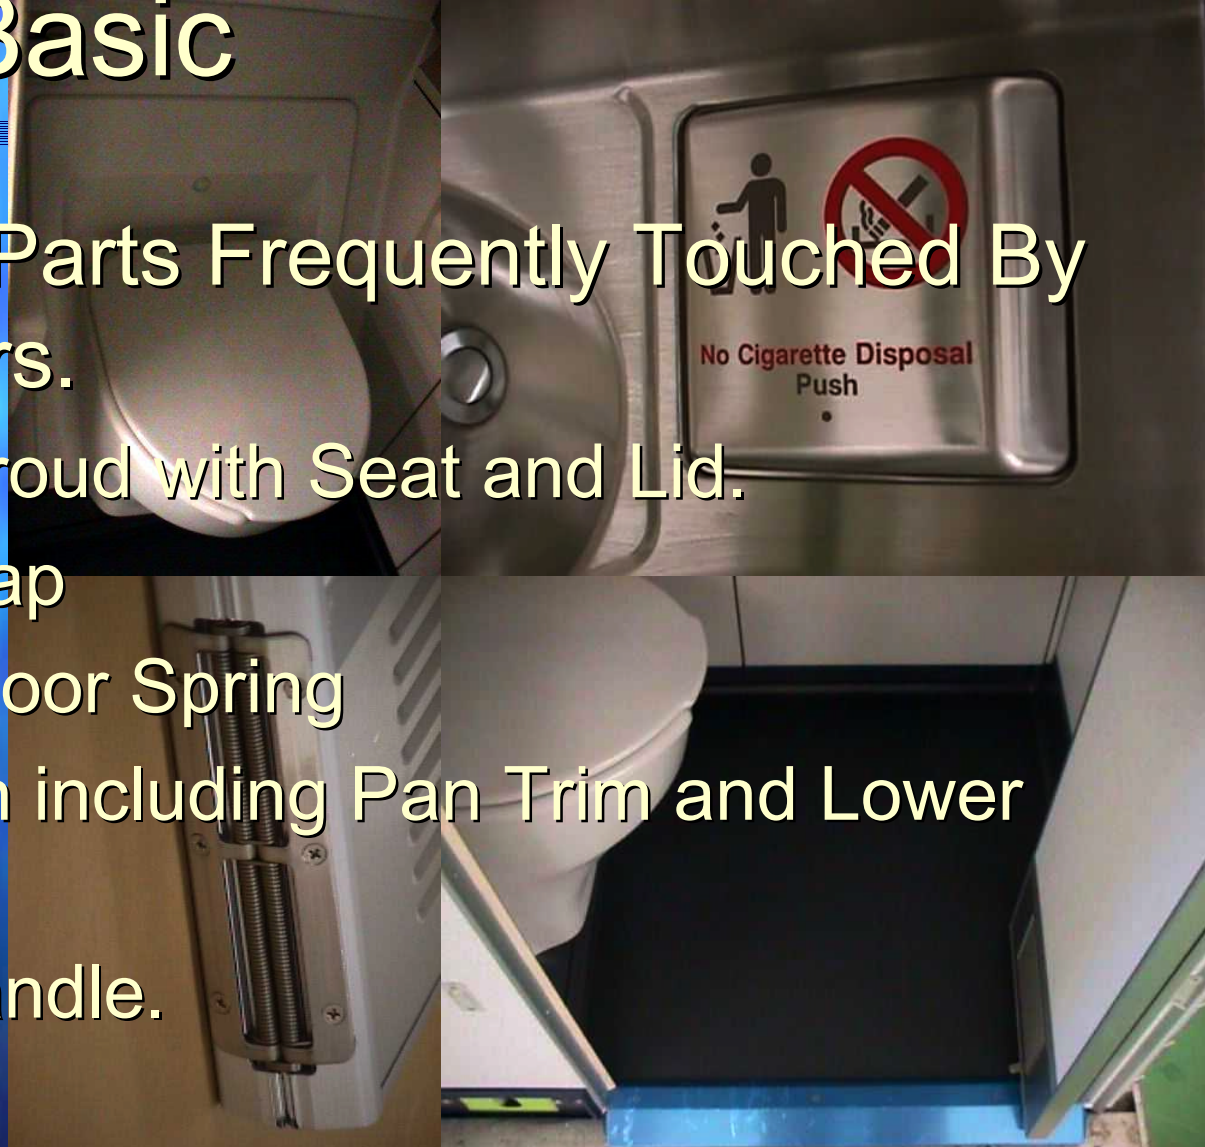 Basic
Parts Frequently Touched By
rs.
roud with Seat and Lid.
ap
oor Spring
n including Pan Trim and Lower
andle.
No Cigarette Disposal
Push